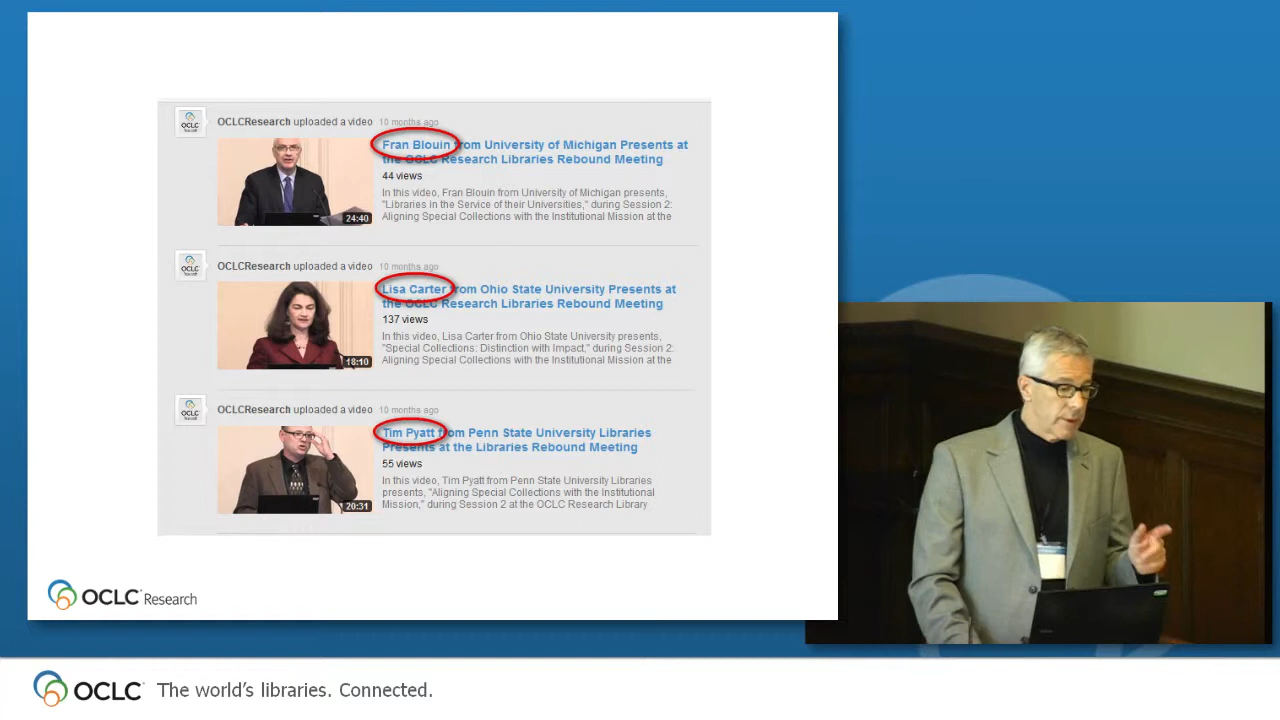 OCLCResearch uploaded a video 10 months ago
Fran Blouin from University of Michigan Presents at
the OCLC Research Libraries Rebound Meeting
44 views
In this video, Fran Blouin from University of Michigan presents,
"Libraries in the Service of their Universities," during Session 2:
Aligning Special Collections with the Institutional Mission at the
24:40
OCLCResearch uploaded a video 10 months ago
Lisa Carter from Ohio State University Presents at
the OCLC Research Libraries Rebound Meeting
137 views
In this video, Lisa Carter from Ohio State University presents,
"Special Collections: Distinction with Impact," during Session 2:
Aligning Special Collections with the Institutional Mission at the
18:10
OCLCResearch uploaded a video 10 months ago
Tim Pyatt from Penn State University Libraries
Presents at the Libraries Rebound Meeting
55 views
In this video, Tim Pyatt from Penn State University Libraries
presents, "Aligning Special Collections with the Institutional
Mission," during Session 2 at the OCLC Research Library
20:31
OCLC Research
OCLC The world's libraries. Connected.